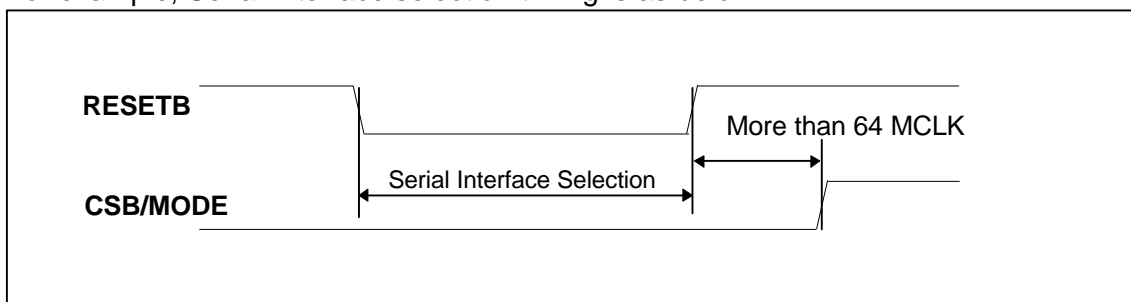 RESETB
More than 64 MCLK
Serial Interface Selection
CSB/MODE